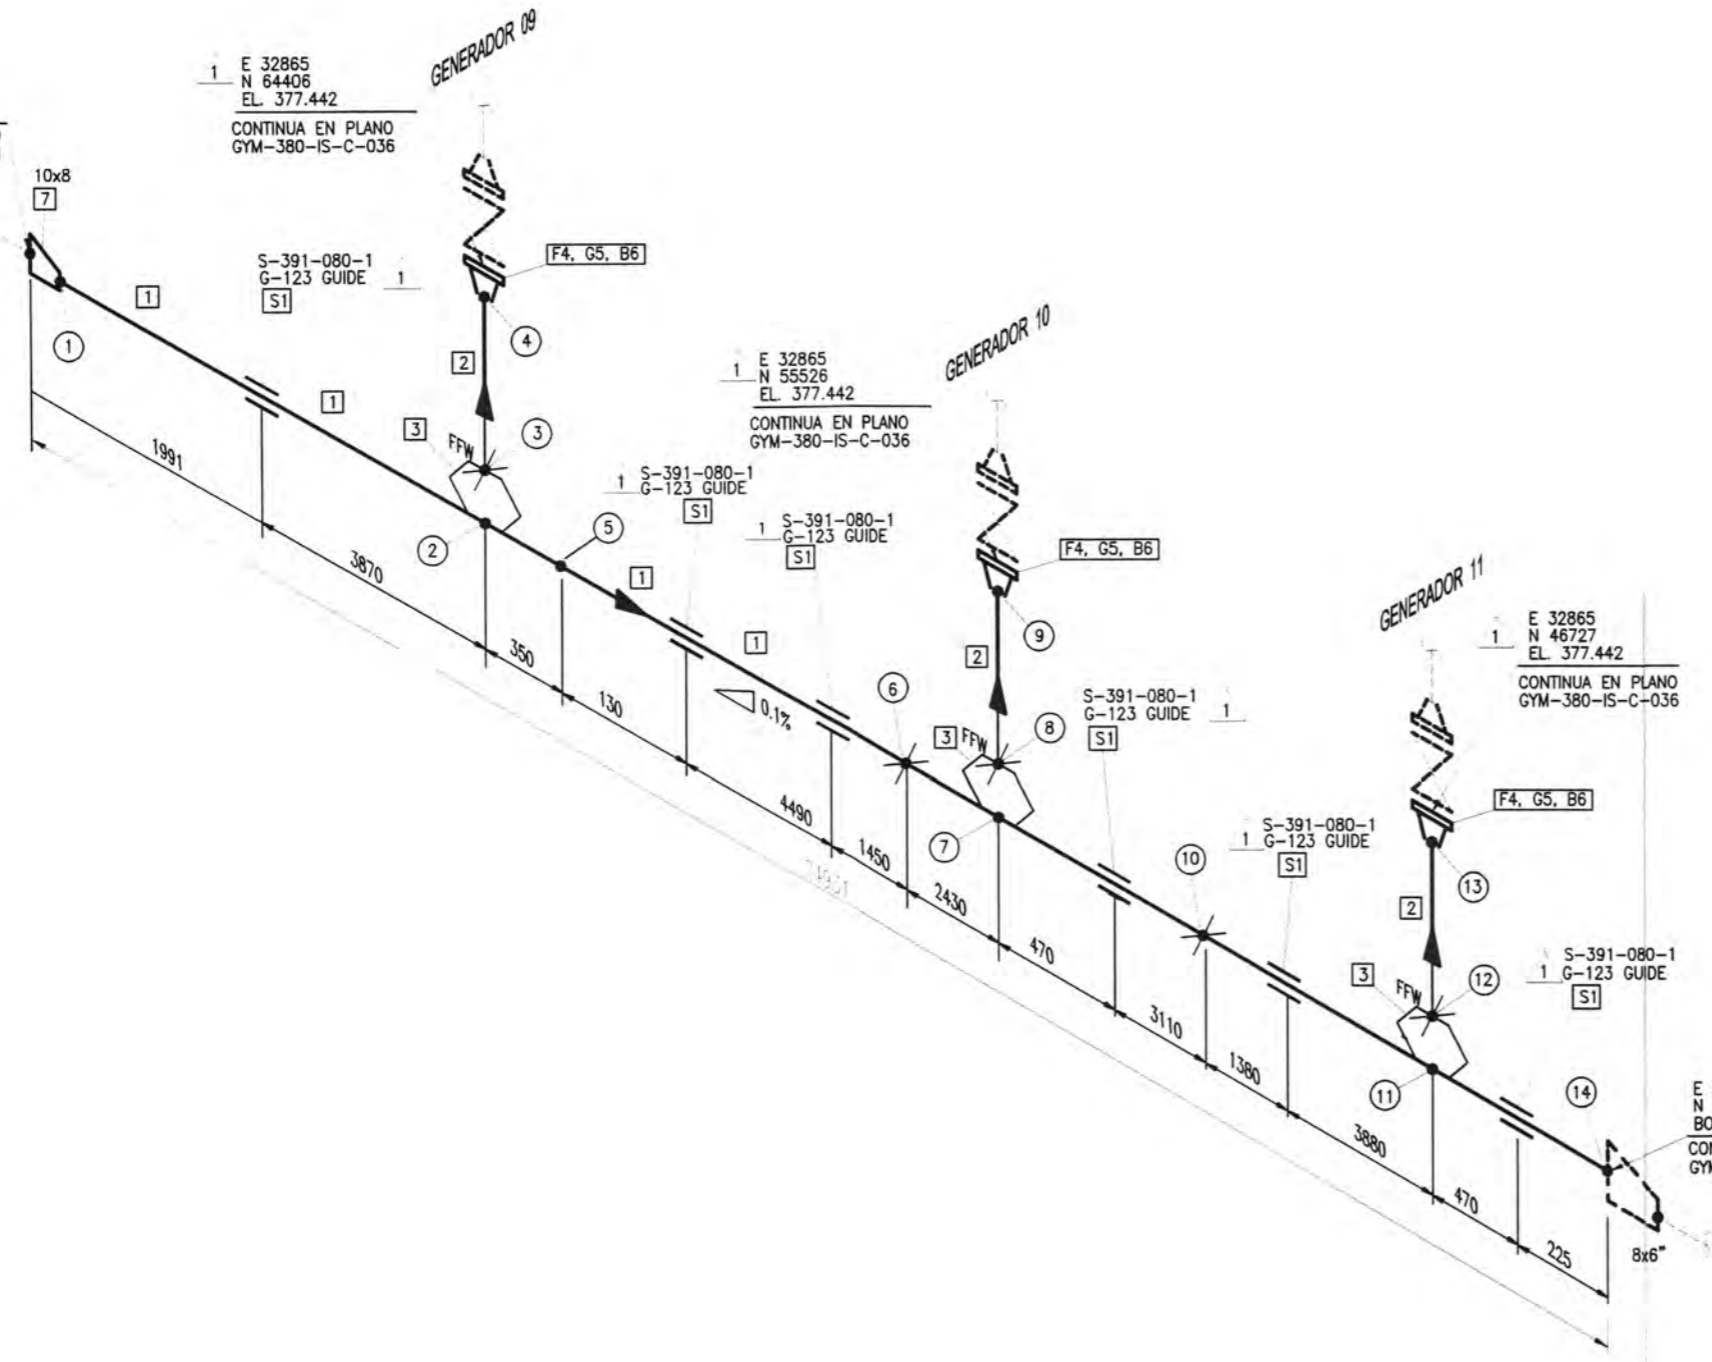 GENERADOR 09
1
E 32865
N 64406
EL. 377.442
CONTINUA EN PLANO
GYM-380-IS-C-036
10x8
7
1
1
S-391-080-1
G-123 GUIDE
S1
1
F4, G5, B6
4
2
1
3
FFW
3
1991
GENERADOR 10
1
E 32865
N 55526
EL. 377.442
CONTINUA EN PLANO
GYM-380-IS-C-036
2
5
1
S-391-080-1
G-123 GUIDE
S1
1
S-391-080-1
G-123 GUIDE
S1
F4, G5, B6
9
2
3870
350
130
1
1
0.1%
6
3
FFW
8
7
S-391-080-1
G-123 GUIDE
S1
1
GENERADOR 11
1
E 32865
N 46727
EL. 377.442
CONTINUA EN PLANO
GYM-380-IS-C-036
F4, G5, B6
13
2
4490
1450
2430
470
10
1
S-391-080-1
G-123 GUIDE
S1
3
FFW
12
11
1
S-391-080-1
G-123 GUIDE
S1
3110
1380
3880
470
225
14
E
N
BO
CON
GYM
8x6"